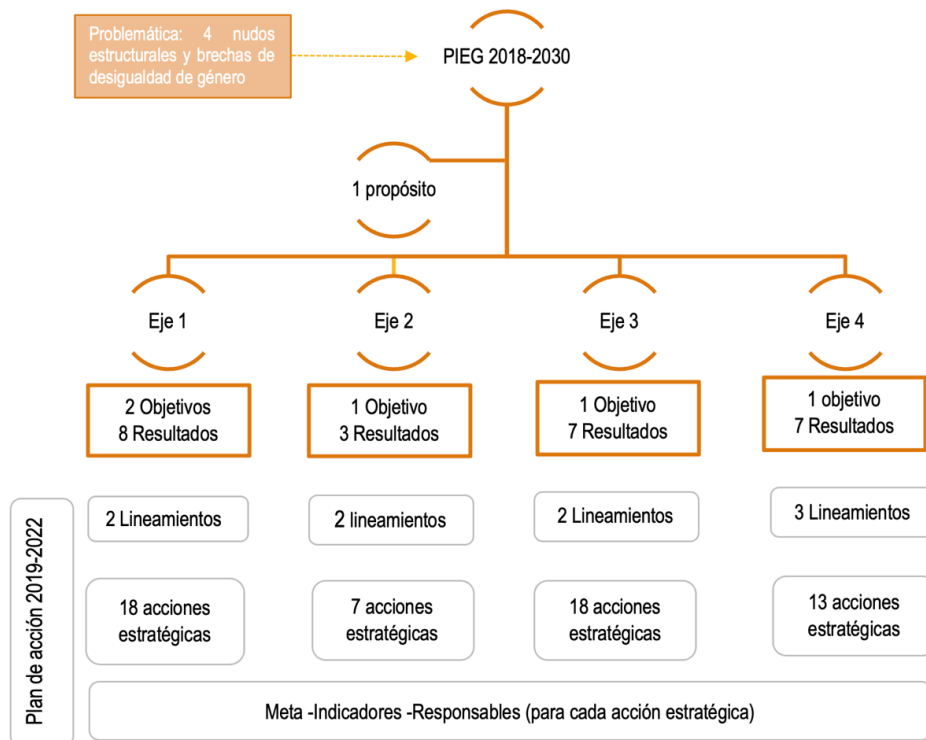 Problemática: 4 nudos
estructurales y brechas de
desigualdad de género
PIEG 2018-2030
1 propósito
Eje 1
Eje 2
Eje 3
Eje 4
2 Objetivos
8 Resultados
1 Objetivo
3 Resultados
1 Objetivo
7 Resultados
1 objetivo
7 Resultados
Plan de acción 2019-2022
2 Lineamientos
2 lineamientos
2 Lineamientos
3 Lineamientos
18 acciones
estratégicas
7 acciones
estratégicas
18 acciones
estratégicas
13 acciones
estratégicas
Meta -Indicadores -Responsables (para cada acción estratégica)